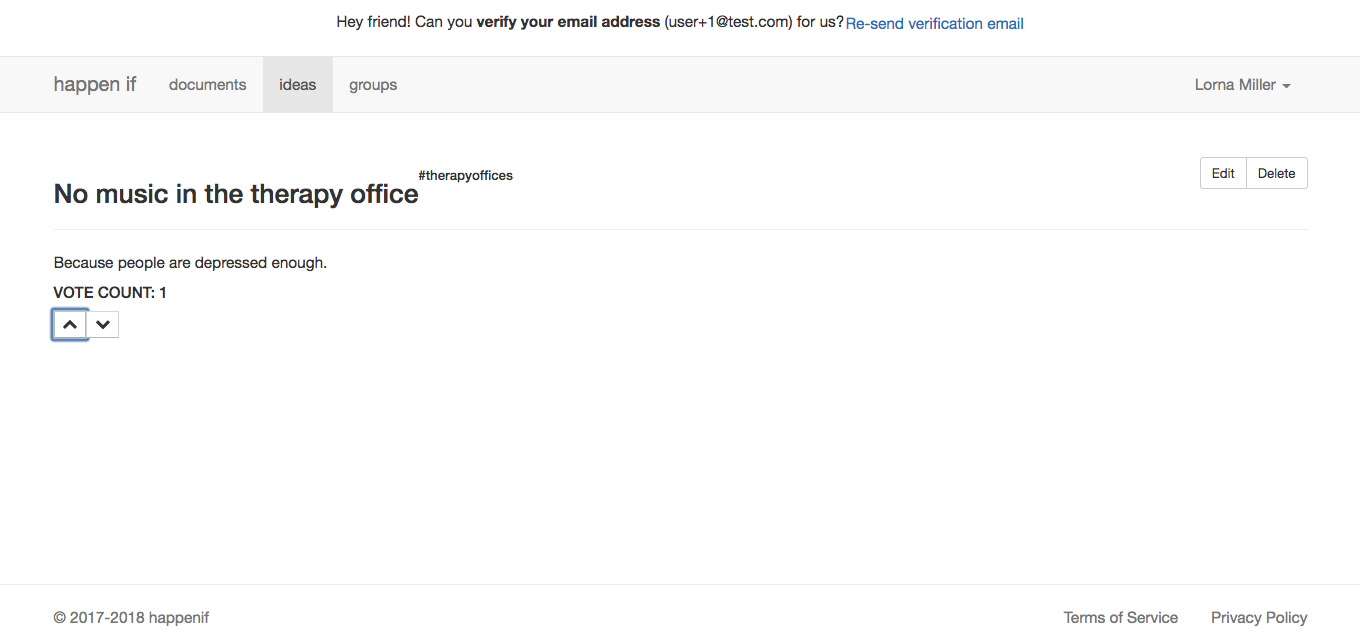 Hey friend! Can you verify your email address (user+1@test.com) for us? Re-send verification email
happen if documents ideas groups Lorna Miller
#therapyoffices
No music in the therapy office
Edit Delete
Because people are depressed enough.
VOTE COUNT: 1
© 2017-2018 happenif Terms of Service Privacy Policy